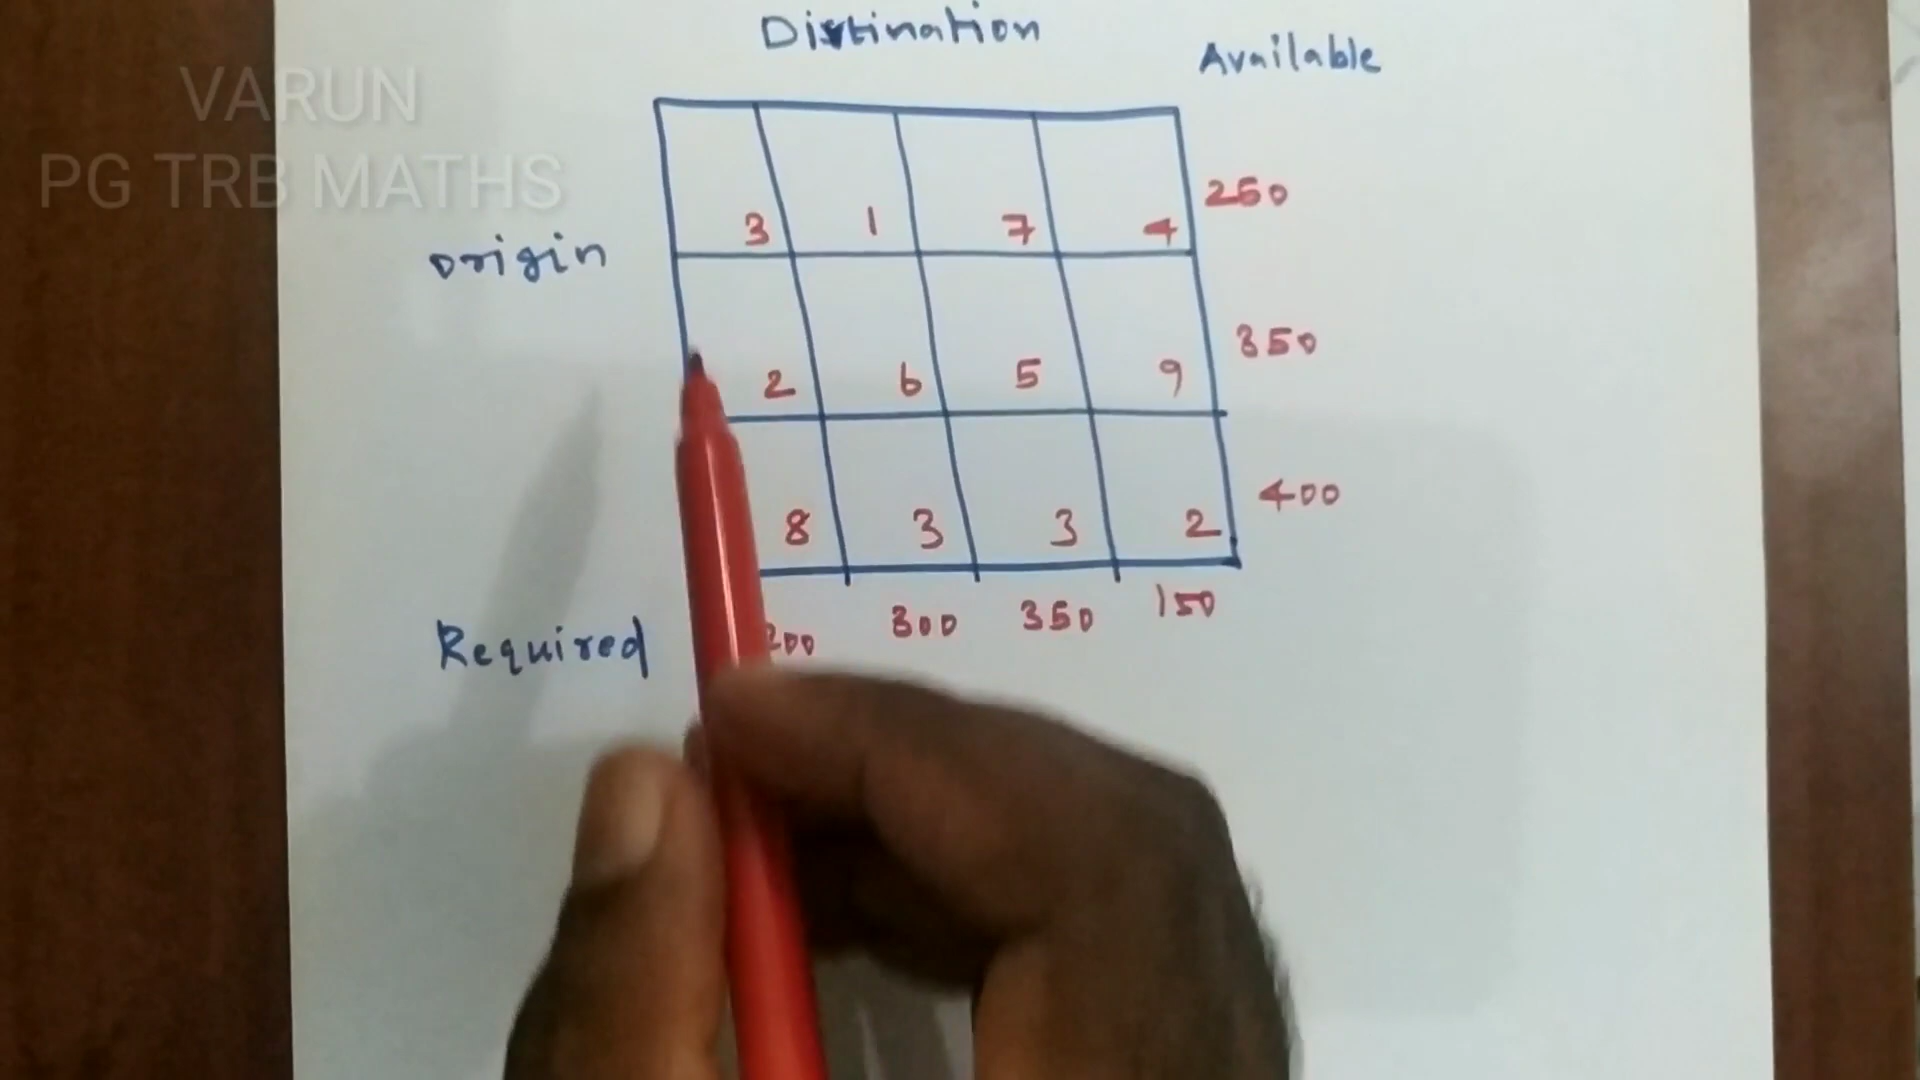 Distination
Available
VARUN
PG TRB MATHS
3 1 7 4 250
Origin
2 6 5 9 350
8 3 3 2 400
Required 200 300 350 150